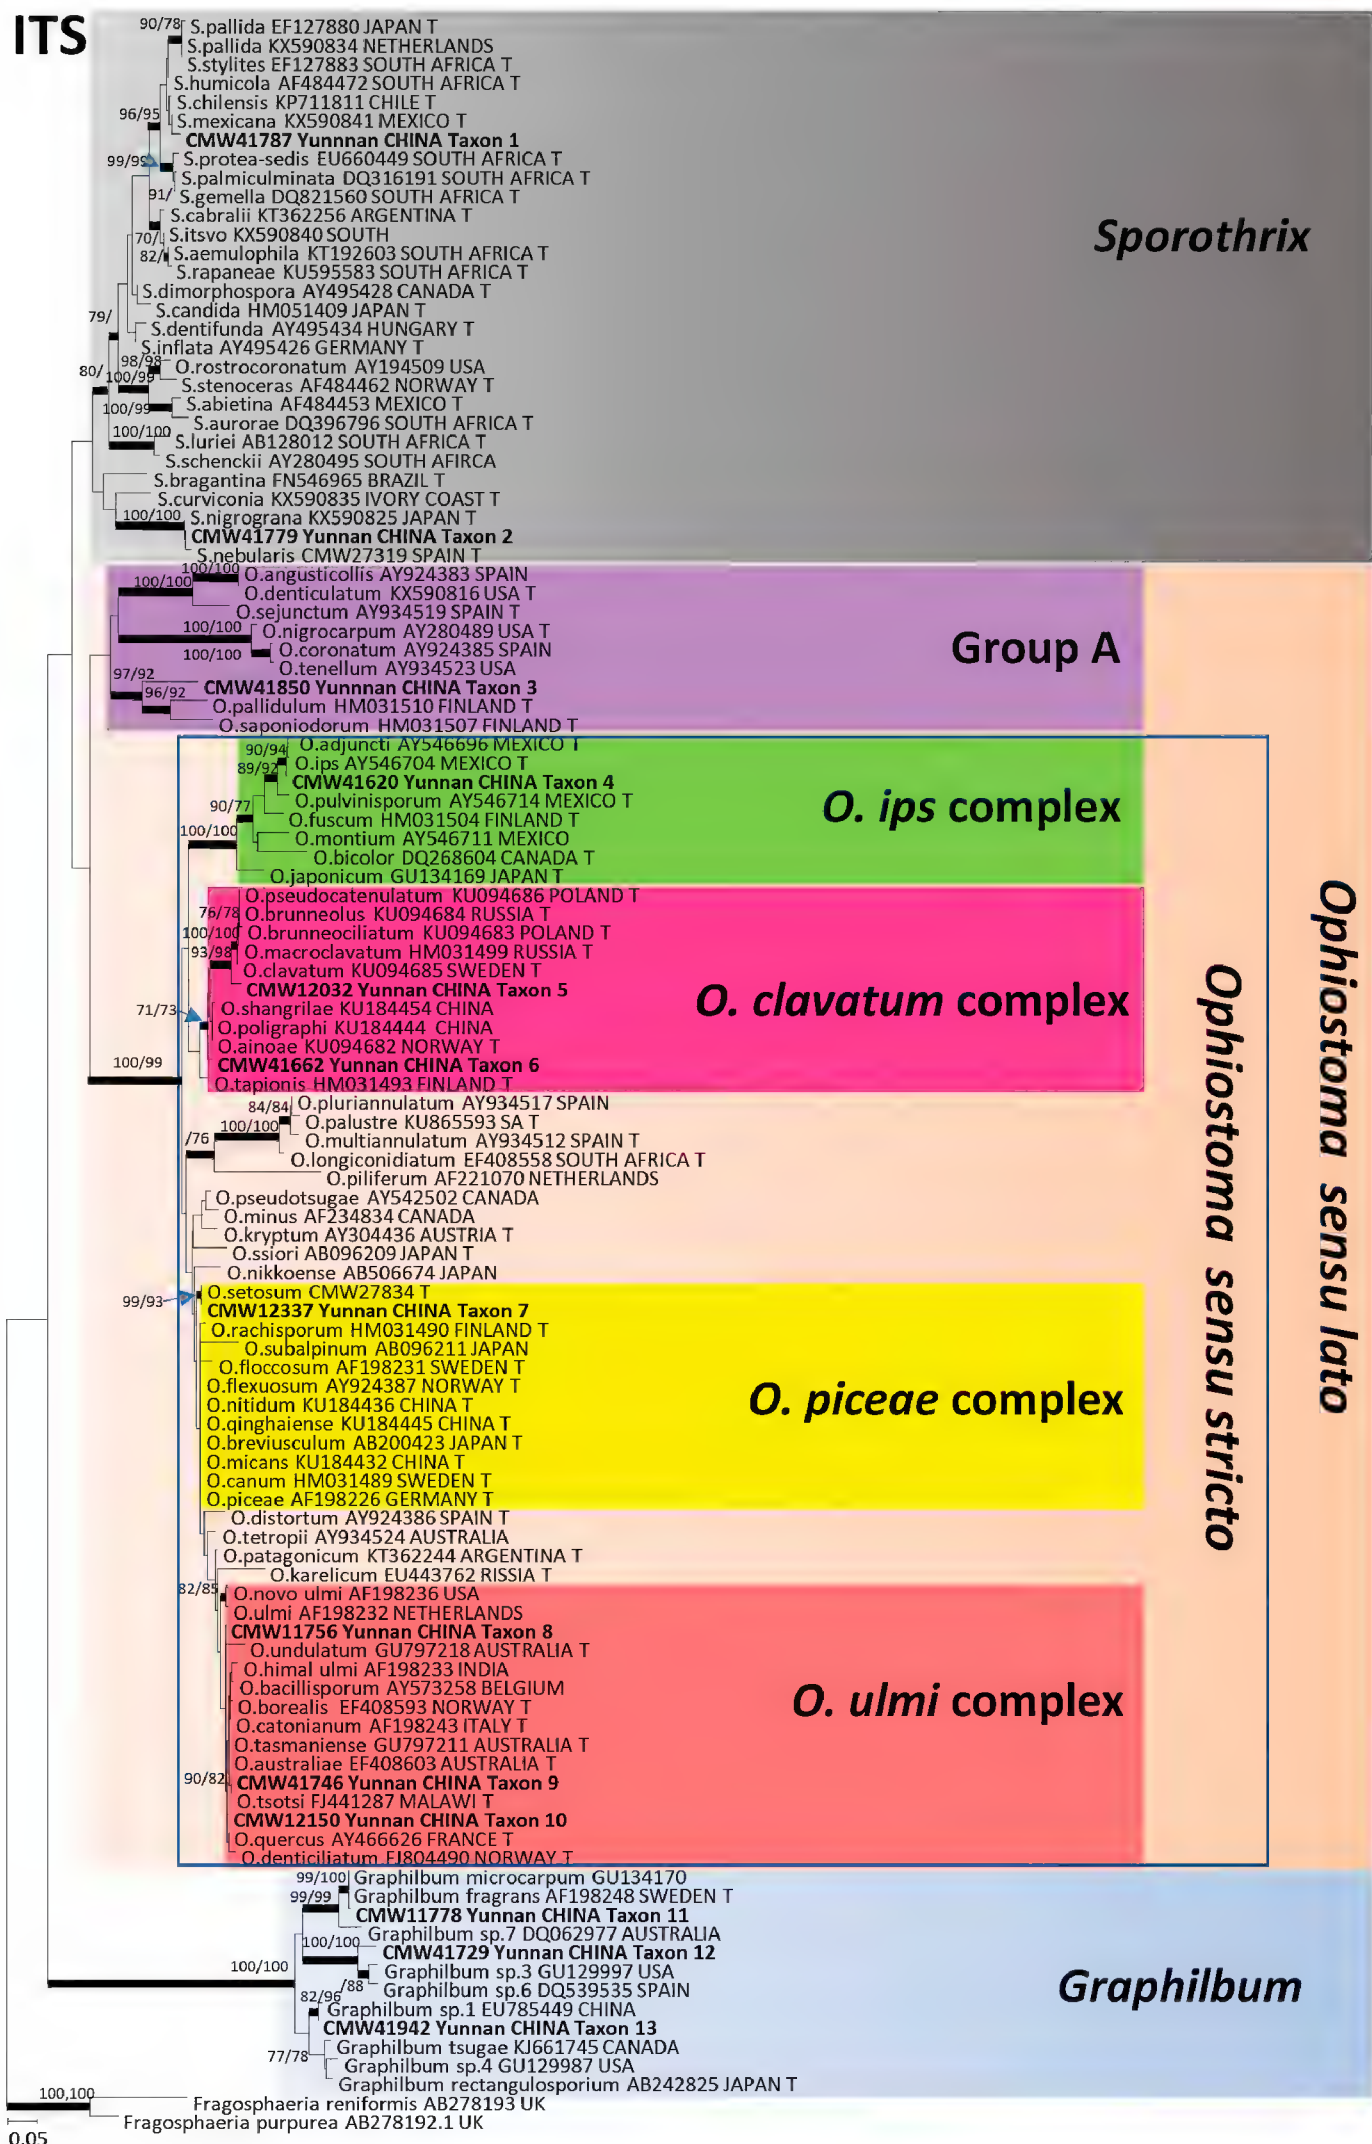 ITS
90/78
S.pallida EF127880 JAPAN T
S.pallida KX590834 NETHERLANDS
S.stylites EF127883 SOUTH AFRICA T
S.humicola AF484472 SOUTH AFRICA T
S.chilensis KP711811 CHILE T
96/95
S.mexicana KX590841 MEXICO T
CMW41787 Yunnnan CHINA Taxon 1
99/99
S.protea-sedis EU660449 SOUTH AFRICA T
S.palmiculminata DQ316191 SOUTH AFRICA T
91/
S.gemella DQ821560 SOUTH AFRICA T
S.cabralii KT362256 ARGENTINA T
70/
S.itsvo KX590840 SOUTH
Sporothrix
82/
S.aemulophila KT192603 SOUTH AFRICA T
S.rapaneae KU595583 SOUTH AFRICA T
S.dimorphospora AY495428 CANADA T
S.candida HM051409 JAPAN T
79/
S.dentifunda AY495434 HUNGARY T
S.inflata AY495426 GERMANY T
98/98
O.rostrocoronatum AY194509 USA
80/
100/99
S.stenoceras AF484462 NORWAY T
S.abietina AF484453 MEXICO T
100/99
S.aurorae DQ396796 SOUTH AFRICA T
100/100
S.luriei AB128012 SOUTH AFRICA T
S.schenckii AY280495 SOUTH AFIRCA
S.bragantina FN546965 BRAZIL T
S.curviconia KX590835 IVORY COAST T
100/100
S.nigrograna KX590825 JAPAN T
CMW41779 Yunnan CHINA Taxon 2
S.nebularis CMW27319 SPAIN T
100/100
O.angusticollis AY924383 SPAIN
100/100
O.denticulatum KX590816 USA T
O.sejunctum AY934519 SPAIN T
100/100
O.nigrocarpum AY280489 USA T
O.coronatum AY924385 SPAIN
Group A
100/100
O.tenellum AY934523 USA
97/92
CMW41850 Yunnnan CHINA Taxon 3
96/92
O.pallidulum HM031510 FINLAND T
O.saponiodorum HM031507 FINLAND T
O.adjuncti AY546696 MEXICO T
90/94
O.ips AY546704 MEXICO T
89/92
CMW41620 Yunnan CHINA Taxon 4
90/77
O.pulvinisporum AY546714 MEXICO T
O. ips complex
O.fuscum HM031504 FINLAND T
100/100
O.montium AY546711 MEXICO
O.bicolor DQ268604 CANADA T
O.japonicum GU134169 JAPAN T
O.pseudocatenulatum KU094686 POLAND T
76/78
O.brunneolus KU094684 RUSSIA T
100/100
O.brunneociliatum KU094683 POLAND T
93/98
O.macroclavatum HM031499 RUSSIA T
O.clavatum KU094685 SWEDEN T
CMW12032 Yunnan CHINA Taxon 5
O. clavatum complex
71/73
O.shangrilae KU184454 CHINA
O.poligraphi KU184444 CHINA
O.ainoae KU094682 NORWAY T
100/99
CMW41662 Yunnan CHINA Taxon 6
O.tapionis HM031493 FINLAND T
84/84
O.pluriannulatum AY934517 SPAIN
100/100
O.palustre KU865593 SA T
/76
O.multiannulatum AY934512 SPAIN T
O.longiconidiatum EF408558 SOUTH AFRICA T
O.piliferum AF221070 NETHERLANDS
O.pseudotsugae AY542502 CANADA
O.minus AF234834 CANADA
O.kryptum AY304436 AUSTRIA T
O.ssiori AB096209 JAPAN T
O.nikkoense AB506674 JAPAN
99/93
O.setosum CMW27834 T
CMW12337 Yunnan CHINA Taxon 7
O.rachisporum HM031490 FINLAND T
O.subalpinum AB096211 JAPAN
O.floccosum AF198231 SWEDEN T
O.flexuosum AY924387 NORWAY T
O. piceae complex
O.nitidum KU184436 CHINA T
O.qinghaiense KU184445 CHINA T
O.breviusculum AB200423 JAPAN T
O.micans KU184432 CHINA T
O.canum HM031489 SWEDEN T
O.piceae AF198226 GERMANY T
O.distortum AY924386 SPAIN T
O.tetropii AY934524 AUSTRALIA
O.patagonicum KT362244 ARGENTINA T
O.karelicum EU443762 RISSIA T
82/85
O.novo ulmi AF198236 USA
O.ulmi AF198232 NETHERLANDS
CMW11756 Yunnan CHINA Taxon 8
O.undulatum GU797218 AUSTRALIA T
O.himal ulmi AF198233 INDIA
O.bacillisporum AY573258 BELGIUM
O. ulmi complex
O.borealis EF408593 NORWAY T
O.catonianum AF198243 ITALY T
O.tasmaniense GU797211 AUSTRALIA T
O.australiae EF408603 AUSTRALIA T
90/82
CMW41746 Yunnan CHINA Taxon 9
O.tsotsi FJ441287 MALAWI T
CMW12150 Yunnan CHINA Taxon 10
O.quercus AY466626 FRANCE T
O.denticiliatum FJ804490 NORWAY T
Ophiostoma sensu stricto
Ophiostoma sensu lato
99/100
Graphilbum microcarpum GU134170
99/99
Graphilbum fragrans AF198248 SWEDEN T
CMW11778 Yunnan CHINA Taxon 11
Graphilbum sp.7 DQ062977 AUSTRALIA
100/100
CMW41729 Yunnan CHINA Taxon 12
100/100
Graphilbum sp.3 GU129997 USA
/88
Graphilbum sp.6 DQ539535 SPAIN
Graphilbum
82/96
Graphilbum sp.1 EU785449 CHINA
CMW41942 Yunnan CHINA Taxon 13
77/78
Graphilbum tsugae KJ661745 CANADA
Graphilbum sp.4 GU129987 USA
Graphilbum rectangulosporium AB242825 JAPAN T
100,100
Fragosphaeria reniformis AB278193 UK
Fragosphaeria purpurea AB278192.1 UK
0.05